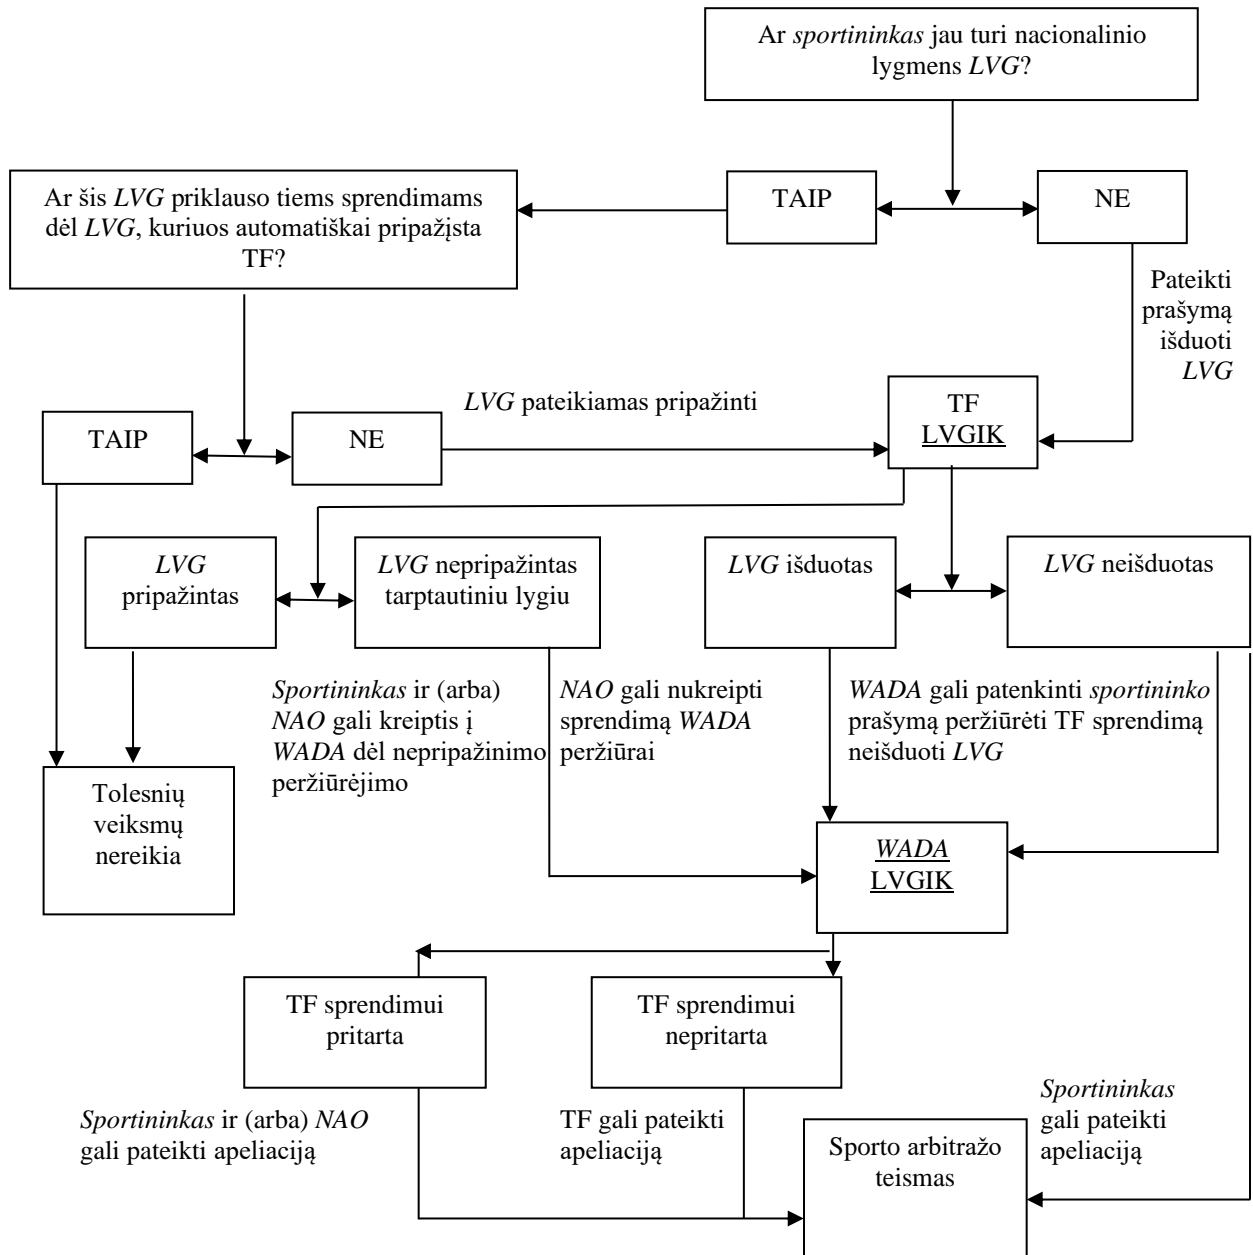 Ar sportininkas jau turi nacionalinio
lygmens LVG?
Ar šis LVG priklauso tiems sprendimams
dėl LVG, kuriuos automatiškai pripažįsta
TF?
TAIP
NE
Pateikti
prašymą
išduoti
LVG
TAIP
NE
LVG pateikiamas pripažinti
TF
LVGIK
LVG
pripažintas
LVG nepripažintas
tarptautiniu lygiu
LVG išduotas
LVG neišduotas
Sportininkas ir (arba)
NAO gali kreiptis į
WADA dėl nepripažinimo
peržiūrėjimo
NAO gali nukreipti
sprendimą WADA
peržiūrai
WADA gali patenkinti sportininko
prašymą peržiūrėti TF sprendimą
neišduoti LVG
Tolesnių
veiksmų
nereikia
WADA
LVGIK
TF sprendimui
pritarta
TF sprendimui
nepritarta
Sportininkas ir (arba) NAO
gali pateikti apeliaciją
TF gali pateikti
apeliaciją
Sporto arbitražo
teismas
Sportininkas
gali pateikti
apeliaciją